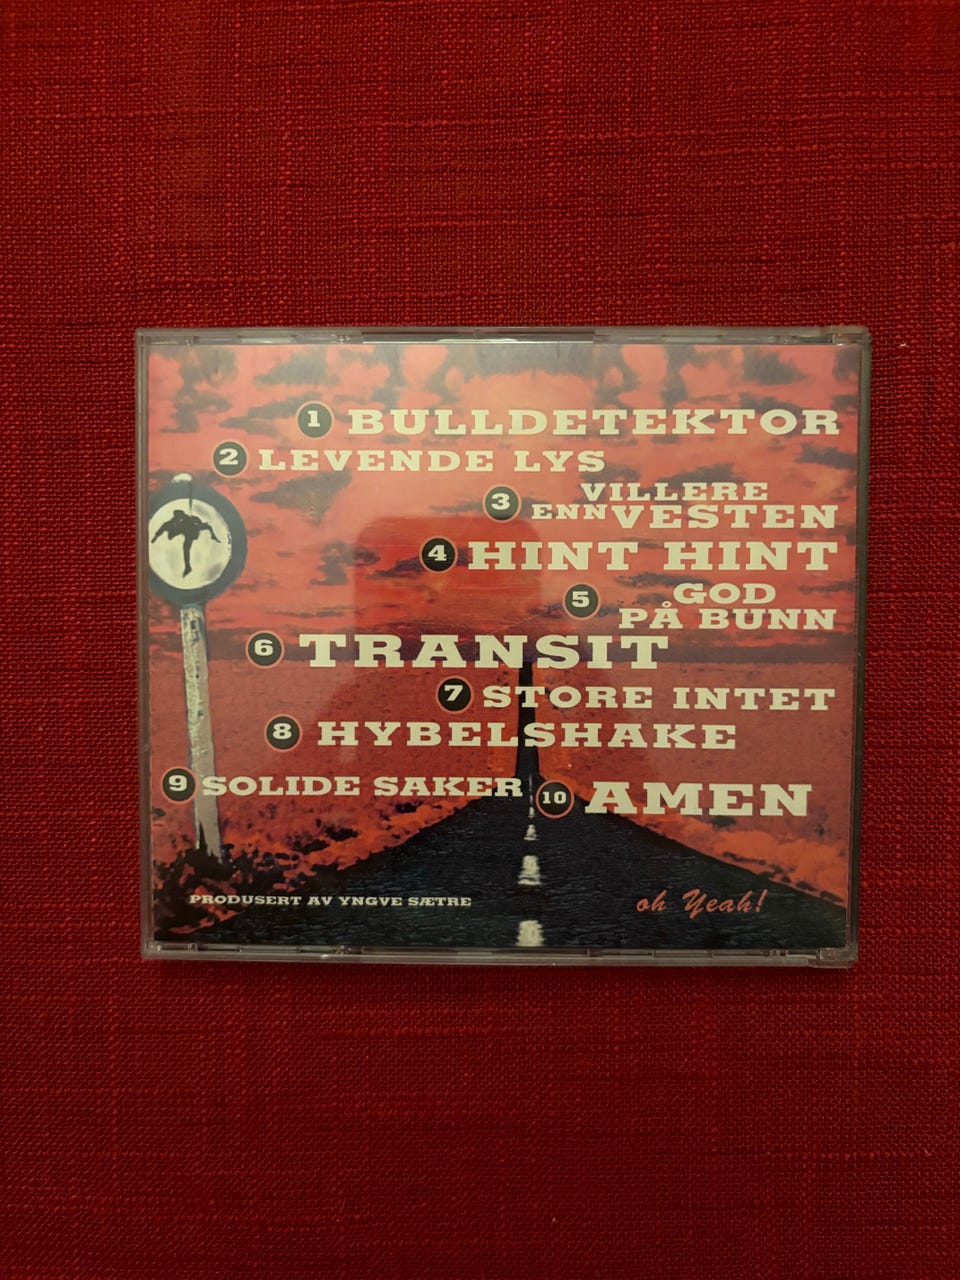 1 BULLDETEKTOR
2 LEVENDE LYS
3 VILLERE
ENN VESTEN
4 HINT HINT
5 GOD
PÅ BUNN
6 TRANSIT
7 STORE INTET
8 HYBELSHAKE
9 SOLIDE SAKER
10 AMEN
PRODUSERT AV YNGVE SÆTRE
oh Yeah!